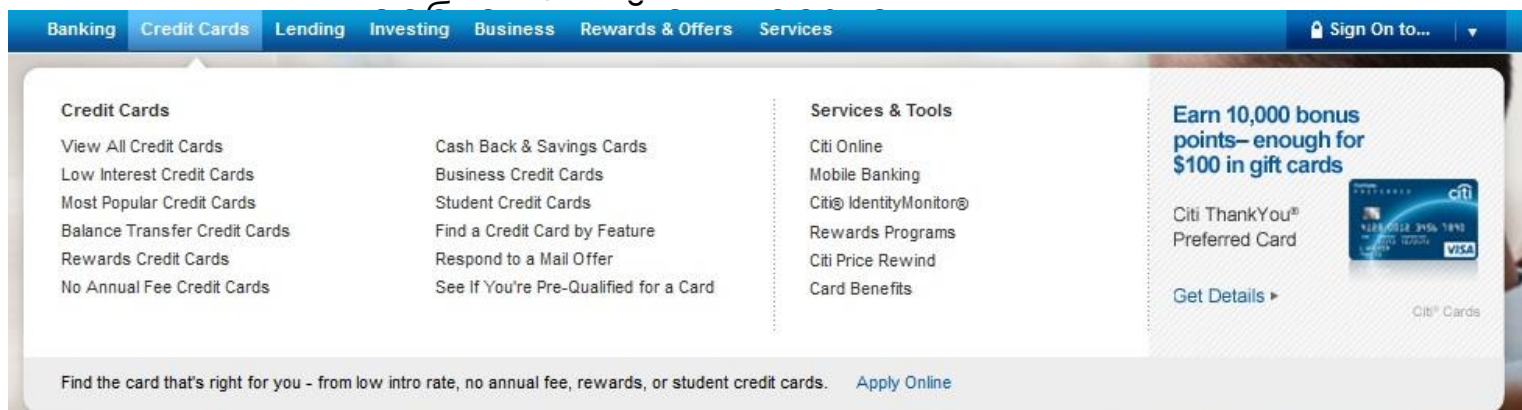 Banking Credit Cards Lending Investing Business Rewards & Offers Services Sign On to...
Credit Cards
View All Credit Cards
Low Interest Credit Cards
Most Popular Credit Cards
Balance Transfer Credit Cards
Rewards Credit Cards
No Annual Fee Credit Cards
Cash Back & Savings Cards
Business Credit Cards
Student Credit Cards
Find a Credit Card by Feature
Respond to a Mail Offer
See If You're Pre-Qualified for a Card
Services & Tools
Citi Online
Mobile Banking
Citi® IdentityMonitor®
Rewards Programs
Citi Price Rewind
Card Benefits
Earn 10,000 bonus
points– enough for
$100 in gift cards
Citi ThankYou®
Preferred Card
citi
4128 0012 3456 7890
VISA
Get Details ▸
Citi® Cards
Find the card that's right for you - from low intro rate, no annual fee, rewards, or student credit cards. Apply Online